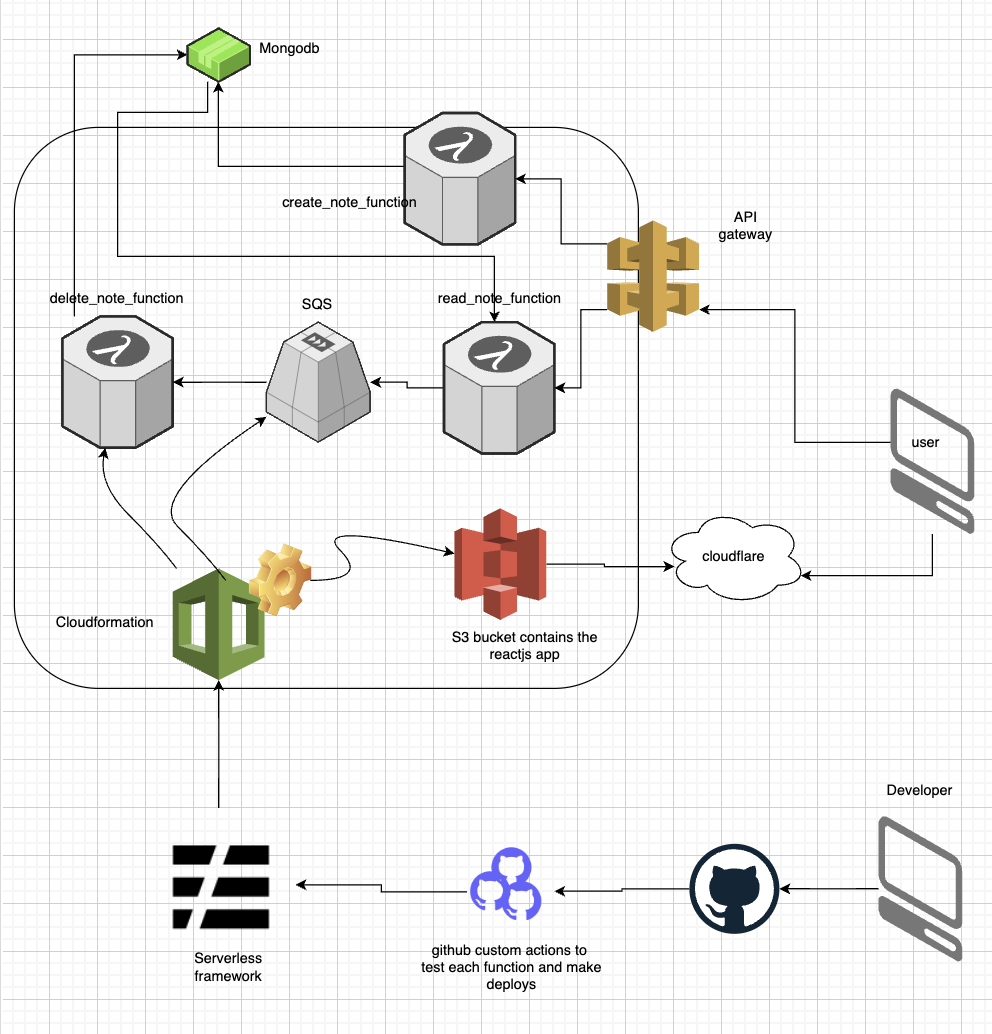 Mongodb
create_note_function
API
gateway
delete_note_function
SQS
read_note_function
user
cloudflare
Cloudformation
S3 bucket contains the
reactjs app
Developer
Serverless
framework
github custom actions to
test each function and make
deploys